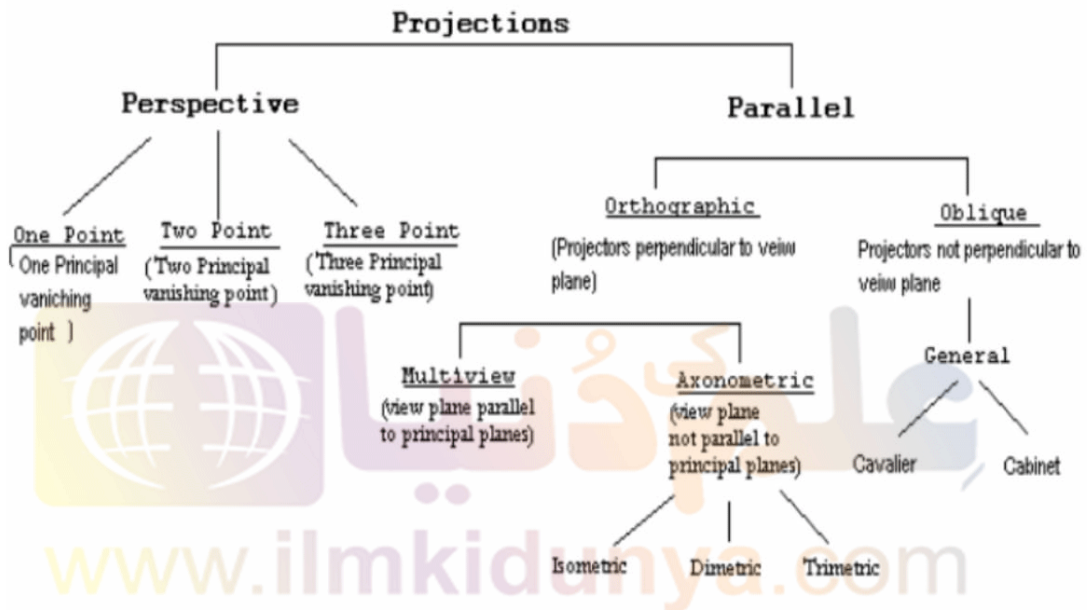 Projections
Perspective
Parallel
One Point
( One Principal
vaniching
point )
Two Point
(Two Principal
vanishing point)
Three Point
(Three Principal
vanishing point)
Orthographic
(Projectors perpendicular to veiw
plane)
Oblique
Projectors not perpendicular to
veiw plane
General
Cavalier
Cabinet
Multiview
(view plane parallel
to principal planes)
Axonometric
(view plane
not parallel to
principal planes)
Isometric
Dimetric
Trimetric
علم کی دُنیا
www.ilmkidunya.com